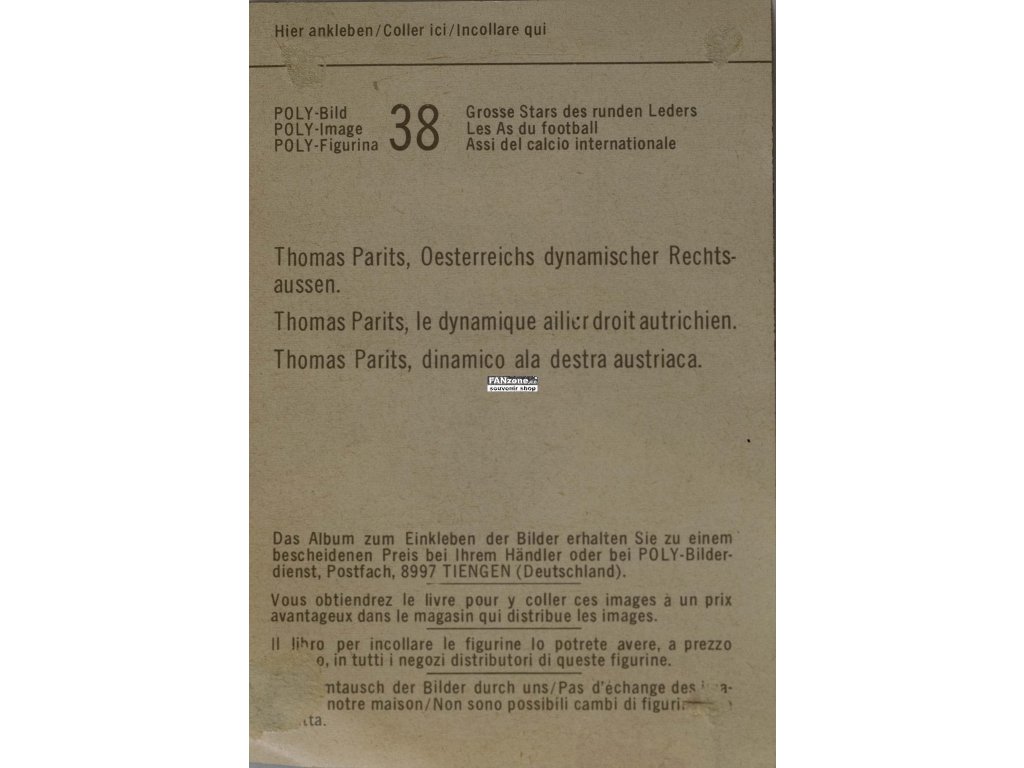 Hier ankleben/Coller ici/Incollare qui
POLY-Bild
POLY-Image
POLY-Figurina
38
Grosse Stars des runden Leders
Les As du football
Assi del calcio internationale
Thomas Parits, Oesterreichs dynamischer Rechts-
aussen.
Thomas Parits, le dynamique ailier droit autrichien.
Thomas Parits, dinamico ala destra austriaca.
FANzone.cz
souvenir shop
Das Album zum Einkleben der Bilder erhalten Sie zu einem
bescheidenen Preis bei Ihrem Händler oder bei POLY-Bilder-
dienst, Postfach, 8997 TIENGEN (Deutschland).
Vous obtiendrez le livre pour y coller ces images à un prix
avantageux dans le magasin qui distribue les images.
Il libro per incollare le figurine lo potrete avere, a prezzo
in tutti i negozi distributori di queste figurine.
der Bilder durch uns/Pas d'échange des
notre maison/Non sono possibili cambi di